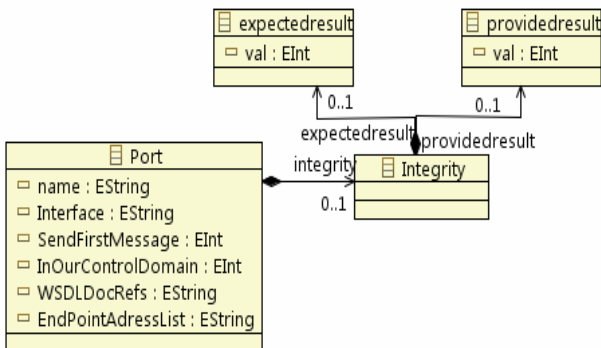 expectedresult
val : EInt
providedresult
val : EInt
0..1
0..1
expectedresult
providedresult
Port
name : EString
Interface : EString
SendFirstMessage : EInt
InOurControlDomain : EInt
WSDLDocRefs : EString
EndPointAdressList : EString
integrity
0..1
Integrity